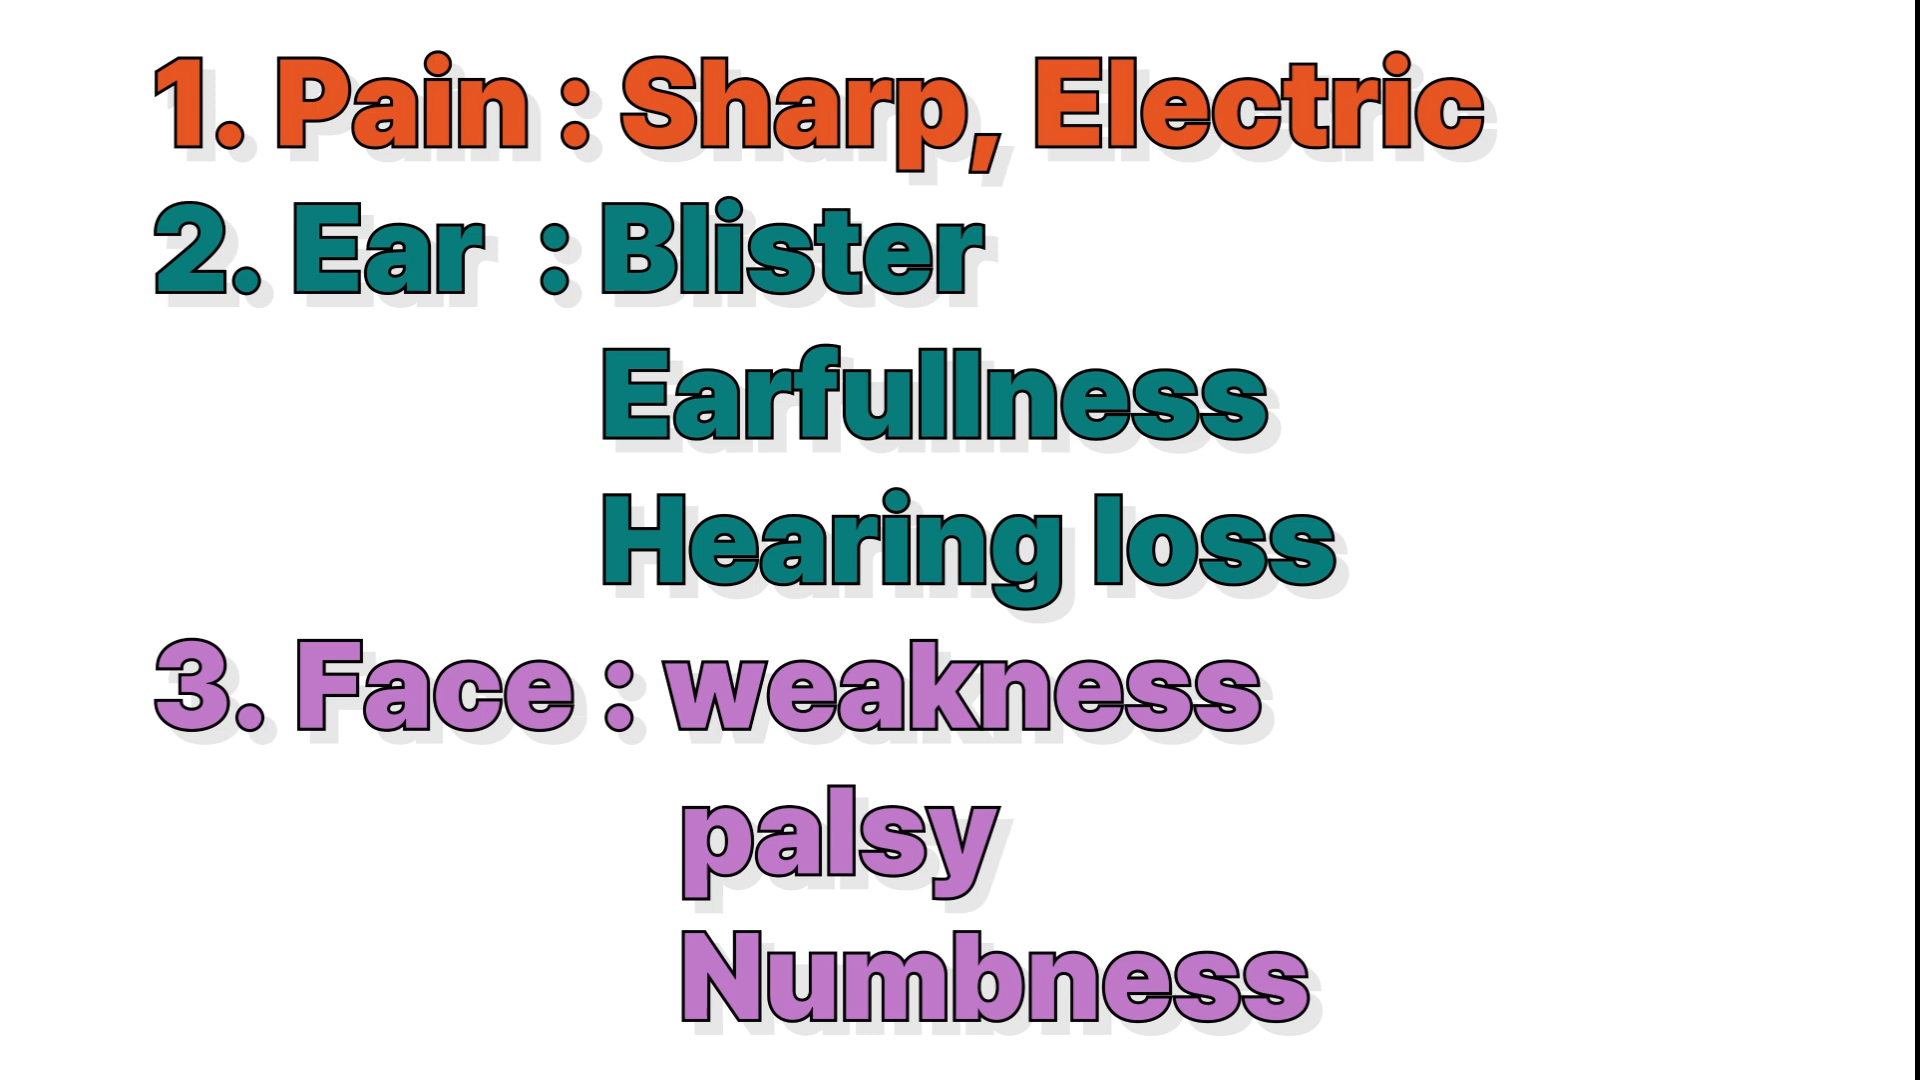 1. Pain : Sharp, Electric
2. Ear : Blister
Earfullness
Hearing loss
3. Face : weakness
palsy
Numbness